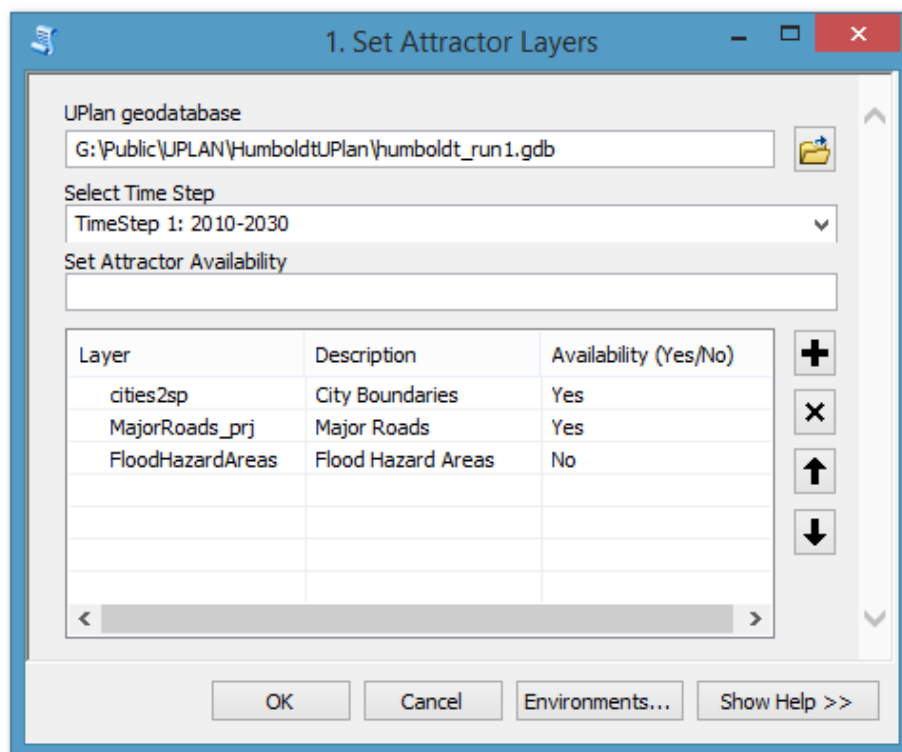 1. Set Attractor Layers
UPlan geodatabase
G:\Public\UPLAN\HumboldtUPlan\humboldt_run1.gdb
Select Time Step
TimeStep 1: 2010-2030
Set Attractor Availability
Layer Description Availability (Yes/No)
cities2sp City Boundaries Yes
MajorRoads_prj Major Roads Yes
FloodHazardAreas Flood Hazard Areas No
OK Cancel Environments... Show Help >>